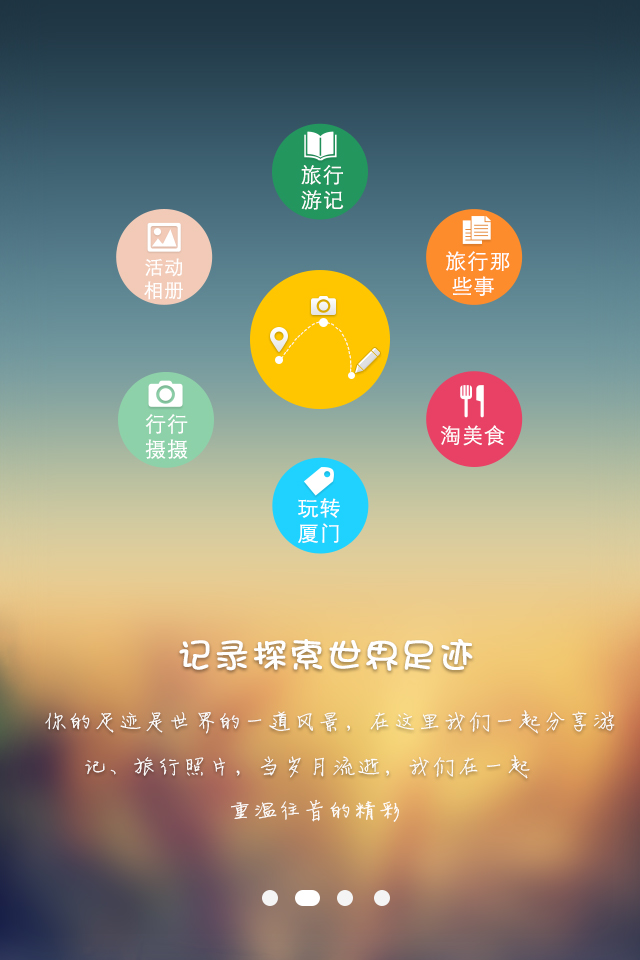 旅行
游记
活动
相册
旅行那
些事
行行
摄摄
淘美食
玩转
厦门
记录探索世界足迹
你的足迹是世界的一道风景，在这里我们一起分享游
记、旅行照片，当岁月流逝，我们在一起
重温往昔的精彩